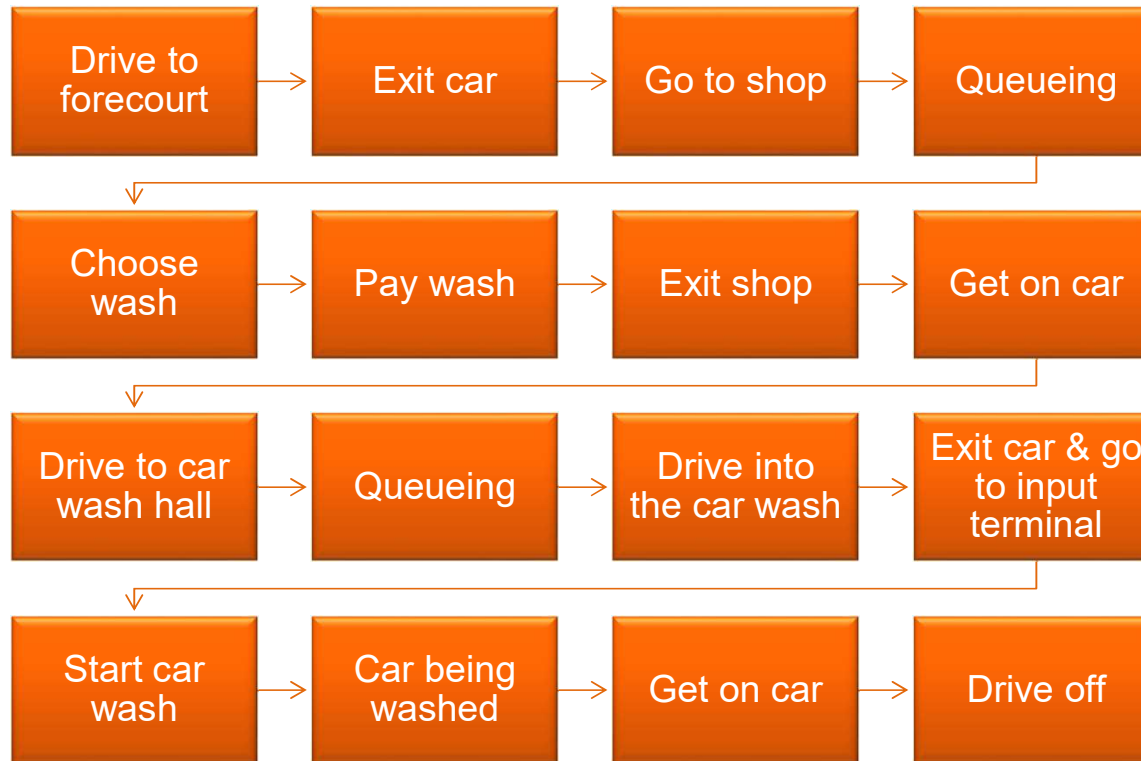 Drive to
forecourt
Exit car
Go to shop
Queueing
Choose
wash
Pay wash
Exit shop
Get on car
Drive to car
wash hall
Queueing
Drive into
the car wash
Exit car & go
to input
terminal
Start car
wash
Car being
washed
Get on car
Drive off